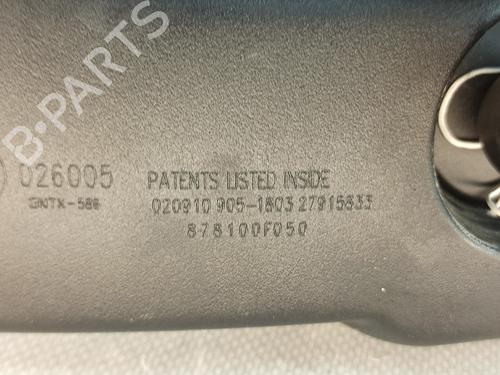 B-PARTS
026005
GNTX-586
PATENTS LISTED INSIDE
020910 905-1803 27915833
878100F050